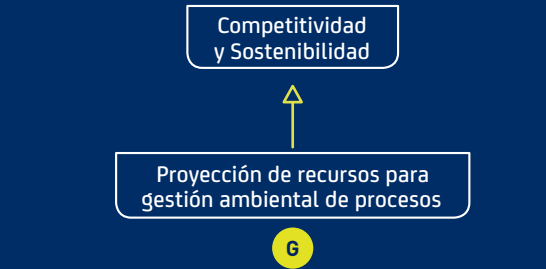 Competitividad
y Sostenibilidad
Proyección de recursos para
gestión ambiental de procesos
G